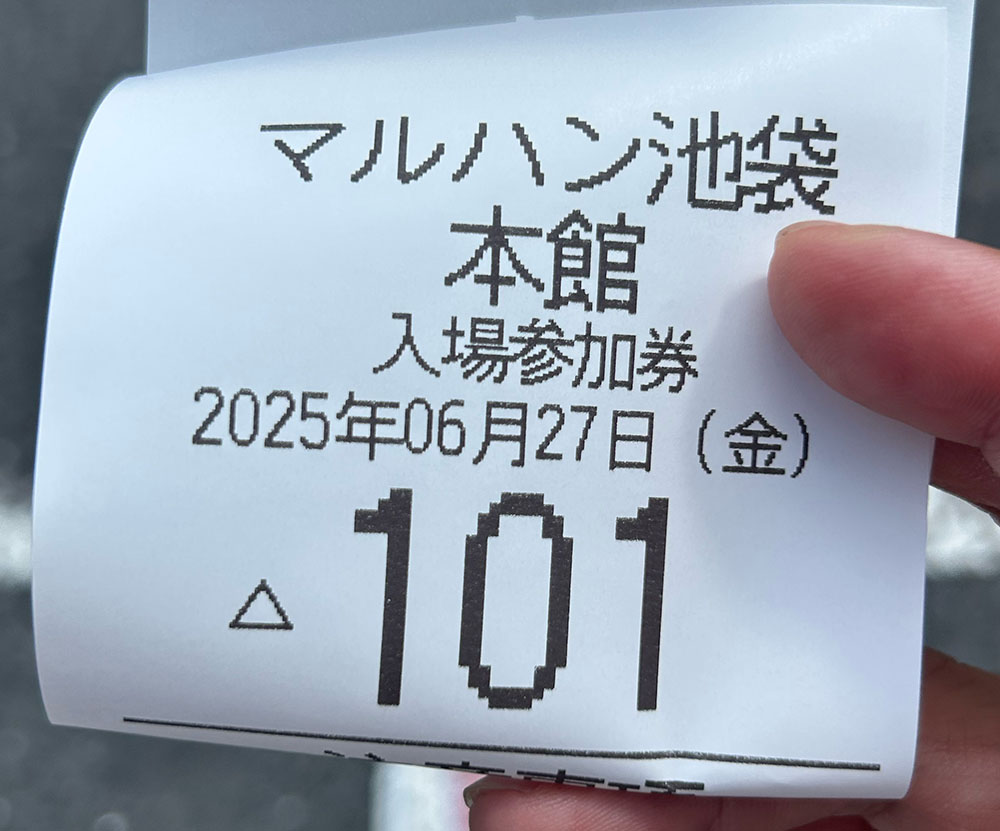 マルハン池袋
本館
入場参加券
2025年06月27日（金）
△ 101